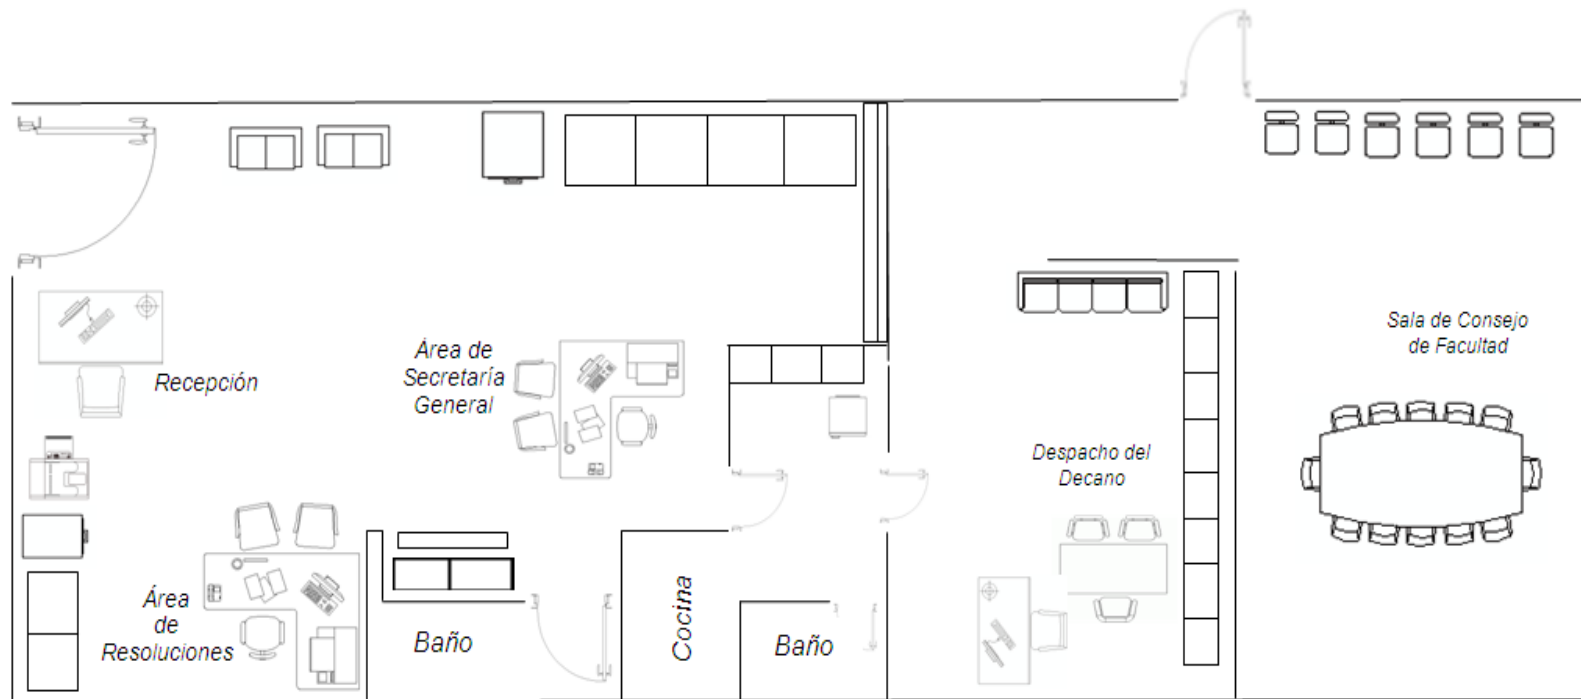 Recepción
Área de
Secretaría
General
Sala de Consejo
de Facultad
Despacho del
Decano
Área
de
Resoluciones
Baño
Cocina
Baño